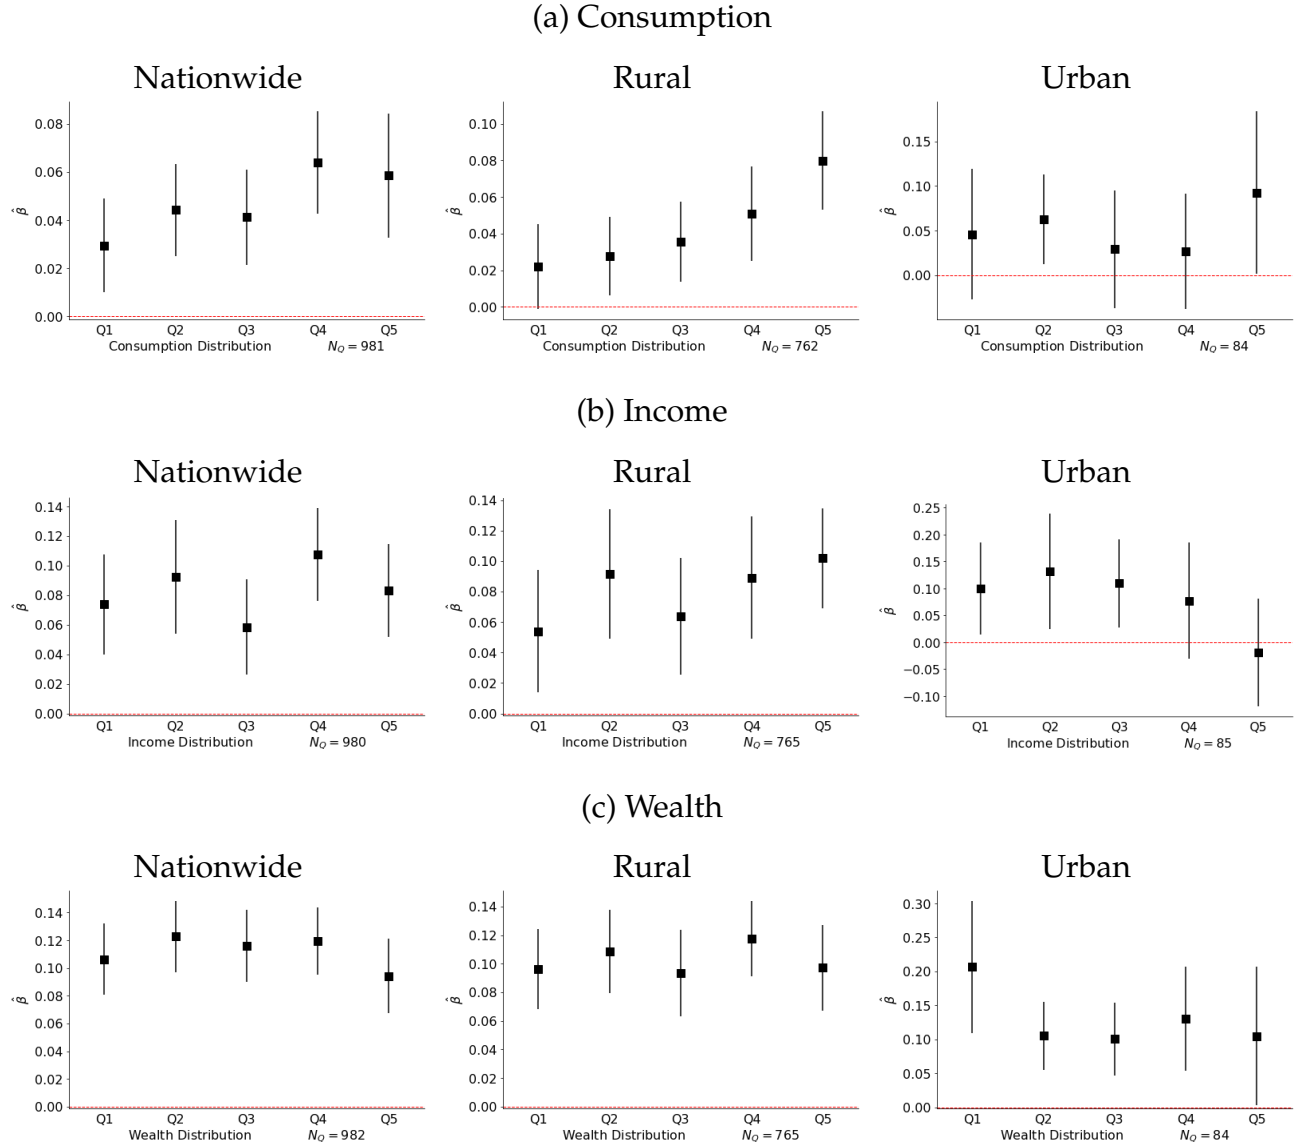 (a) Consumption
Nationwide
0.08
0.06
0.04
0.02
0.00
β̂
Q1 Q2 Q3 Q4 Q5
Consumption Distribution N_Q = 981
Rural
0.10
0.08
0.06
0.04
0.02
0.00
β̂
Q1 Q2 Q3 Q4 Q5
Consumption Distribution N_Q = 762
Urban
0.15
0.10
0.05
0.00
β̂
Q1 Q2 Q3 Q4 Q5
Consumption Distribution N_Q = 84
(b) Income
Nationwide
0.14
0.12
0.10
0.08
0.06
0.04
0.02
0.00
β̂
Q1 Q2 Q3 Q4 Q5
Income Distribution N_Q = 980
Rural
0.14
0.12
0.10
0.08
0.06
0.04
0.02
0.00
β̂
Q1 Q2 Q3 Q4 Q5
Income Distribution N_Q = 765
Urban
0.25
0.20
0.15
0.10
0.05
0.00
−0.05
−0.10
β̂
Q1 Q2 Q3 Q4 Q5
Income Distribution N_Q = 85
(c) Wealth
Nationwide
0.14
0.12
0.10
0.08
0.06
0.04
0.02
0.00
β̂
Q1 Q2 Q3 Q4 Q5
Wealth Distribution N_Q = 982
Rural
0.14
0.12
0.10
0.08
0.06
0.04
0.02
0.00
β̂
Q1 Q2 Q3 Q4 Q5
Wealth Distribution N_Q = 765
Urban
0.30
0.25
0.20
0.15
0.10
0.05
0.00
β̂
Q1 Q2 Q3 Q4 Q5
Wealth Distribution N_Q = 84